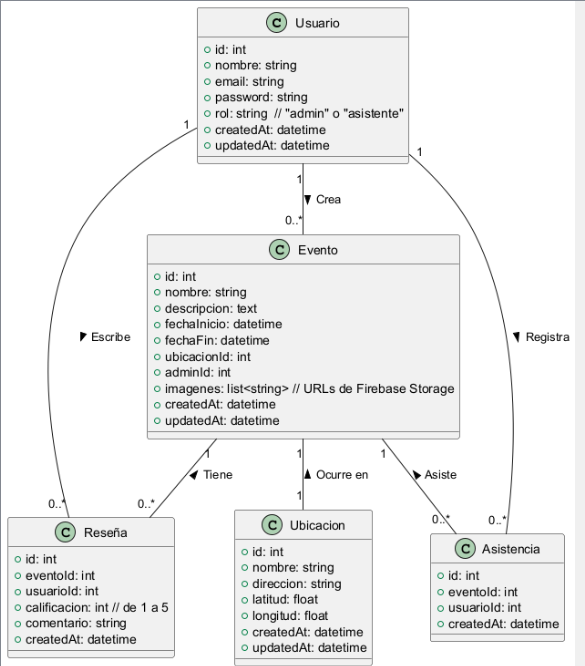 C Usuario
id: int
nombre: string
email: string
password: string
rol: string // "admin" o "asistente"
createdAt: datetime
updatedAt: datetime
1
1
1
Crea
0..*
C Evento
id: int
nombre: string
descripcion: text
fechaInicio: datetime
fechaFin: datetime
ubicacionId: int
adminId: int
imagenes: list<string> // URLs de Firebase Storage
createdAt: datetime
updatedAt: datetime
Escribe
Registra
1
1
1
Tiene
Ocurre en
Asiste
0..*
0..*
1
0..*
0..*
C Reseña
id: int
eventoId: int
usuarioId: int
calificacion: int // de 1 a 5
comentario: string
createdAt: datetime
C Ubicacion
id: int
nombre: string
direccion: string
latitud: float
longitud: float
createdAt: datetime
updatedAt: datetime
C Asistencia
id: int
eventoId: int
usuarioId: int
createdAt: datetime